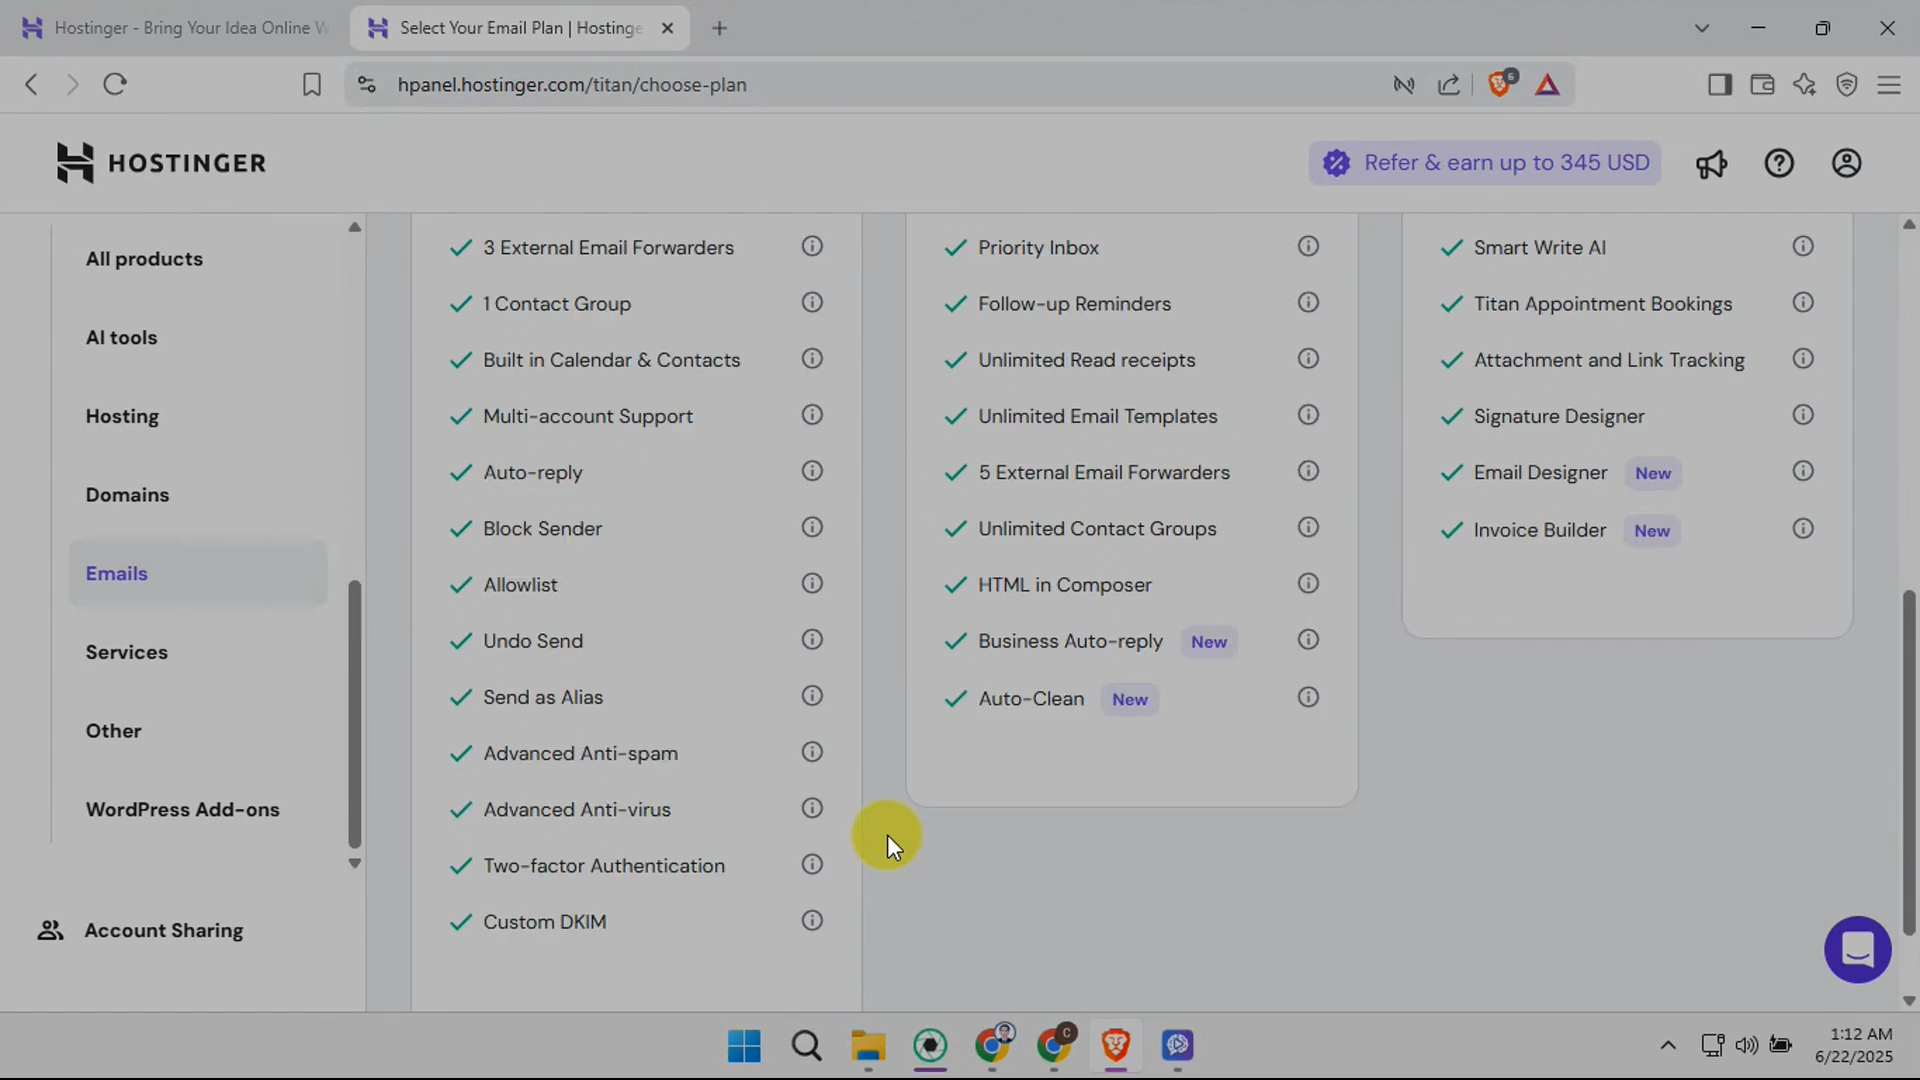 Hostinger - Bring Your Idea Online W
Select Your Email Plan | Hostinge
hpanel.hostinger.com/titan/choose-plan
6
HOSTINGER
Refer & earn up to 345 USD
All products
AI tools
Hosting
Domains
Emails
Services
Other
WordPress Add-ons
Account Sharing
3 External Email Forwarders
1 Contact Group
Built in Calendar & Contacts
Multi-account Support
Auto-reply
Block Sender
Allowlist
Undo Send
Send as Alias
Advanced Anti-spam
Advanced Anti-virus
Two-factor Authentication
Custom DKIM
Priority Inbox
Follow-up Reminders
Unlimited Read receipts
Unlimited Email Templates
5 External Email Forwarders
Unlimited Contact Groups
HTML in Composer
Business Auto-reply New
Auto-Clean New
Smart Write AI
Titan Appointment Bookings
Attachment and Link Tracking
Signature Designer
Email Designer New
Invoice Builder New
C
1:12 AM
6/22/2025